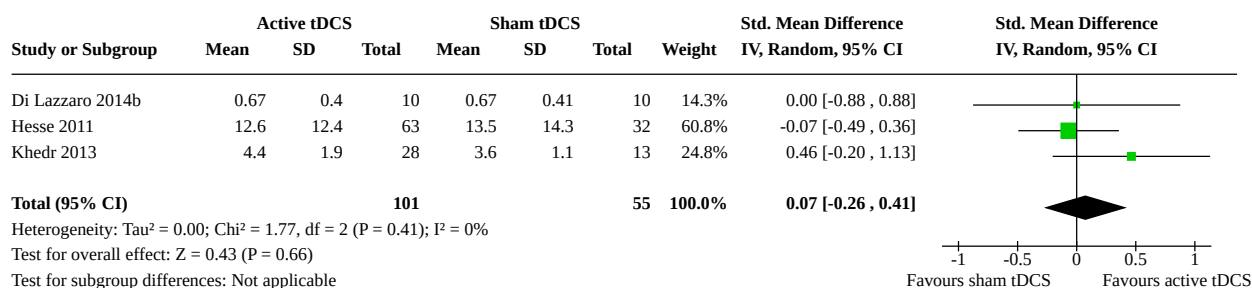 Active tDCS Sham tDCS Std. Mean Difference Std. Mean Difference
Study or Subgroup Mean SD Total Mean SD Total Weight IV, Random, 95% CI IV, Random, 95% CI
Di Lazzaro 2014b 0.67 0.4 10 0.67 0.41 10 14.3% 0.00 [-0.88 , 0.88]
Hesse 2011 12.6 12.4 63 13.5 14.3 32 60.8% -0.07 [-0.49 , 0.36]
Khedr 2013 4.4 1.9 28 3.6 1.1 13 24.8% 0.46 [-0.20 , 1.13]
Total (95% CI) 101 55 100.0% 0.07 [-0.26 , 0.41]
Heterogeneity: Tau² = 0.00; Chi² = 1.77, df = 2 (P = 0.41); I² = 0%
Test for overall effect: Z = 0.43 (P = 0.66) -1 -0.5 0 0.5 1
Test for subgroup differences: Not applicable Favours sham tDCS Favours active tDCS